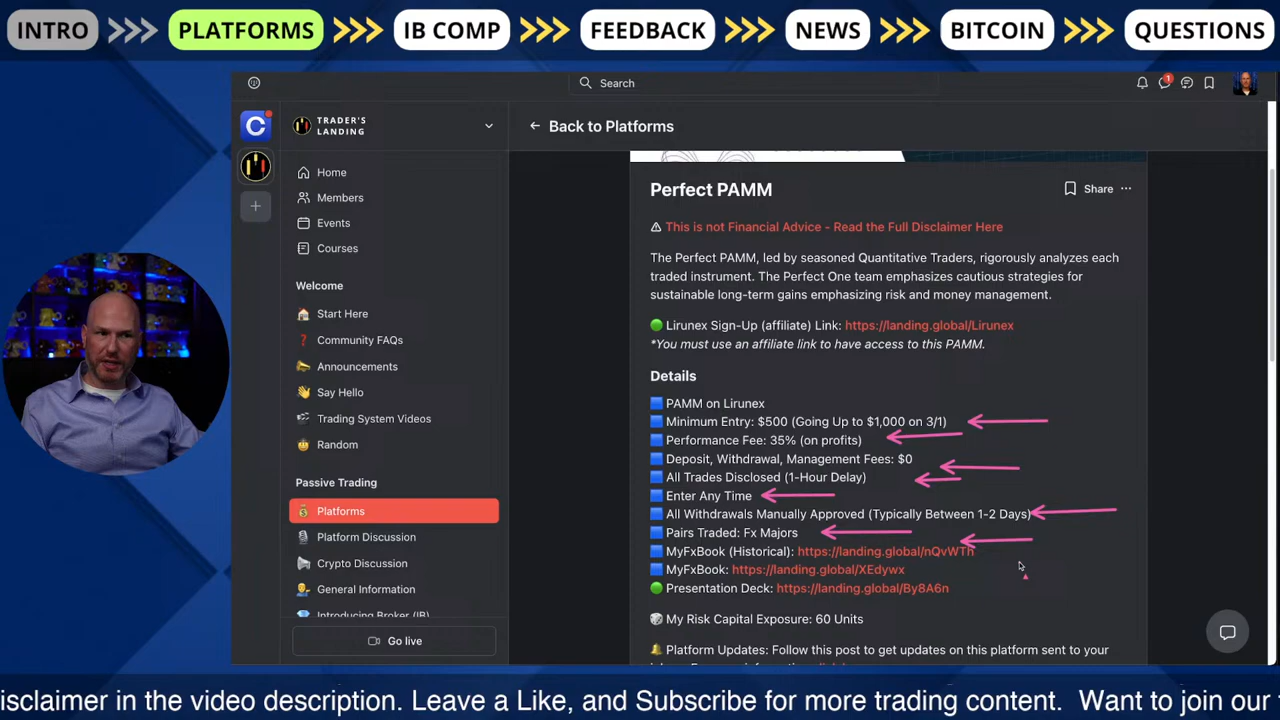 INTRO
PLATFORMS
IB COMP
FEEDBACK
NEWS
BITCOIN
QUESTIONS
Search
1
C
TRADER'S
LANDING
Back to Platforms
Home
Members
Events
Courses
Welcome
Start Here
Community FAQs
Announcements
Say Hello
Trading System Videos
Random
Passive Trading
Platforms
Platform Discussion
Crypto Discussion
General Information
Introducing Broker (IB)
Go live
Perfect PAMM
Share
This is not Financial Advice - Read the Full Disclaimer Here
The Perfect PAMM, led by seasoned Quantitative Traders, rigorously analyzes each
traded instrument. The Perfect One team emphasizes cautious strategies for
sustainable long-term gains emphasizing risk and money management.
Lirunex Sign-Up (affiliate) Link: https://landing.global/Lirunex
*You must use an affiliate link to have access to this PAMM.
Details
PAMM on Lirunex
Minimum Entry: $500 (Going Up to $1,000 on 3/1)
Performance Fee: 35% (on profits)
Deposit, Withdrawal, Management Fees: $0
All Trades Disclosed (1-Hour Delay)
Enter Any Time
All Withdrawals Manually Approved (Typically Between 1-2 Days)
Pairs Traded: Fx Majors
MyFxBook (Historical): https://landing.global/nQvWTh
MyFxBook: https://landing.global/XEdywx
Presentation Deck: https://landing.global/By8A6n
My Risk Capital Exposure: 60 Units
Platform Updates: Follow this post to get updates on this platform sent to your
isclaimer in the video description. Leave a Like, and Subscribe for more trading content. Want to join our